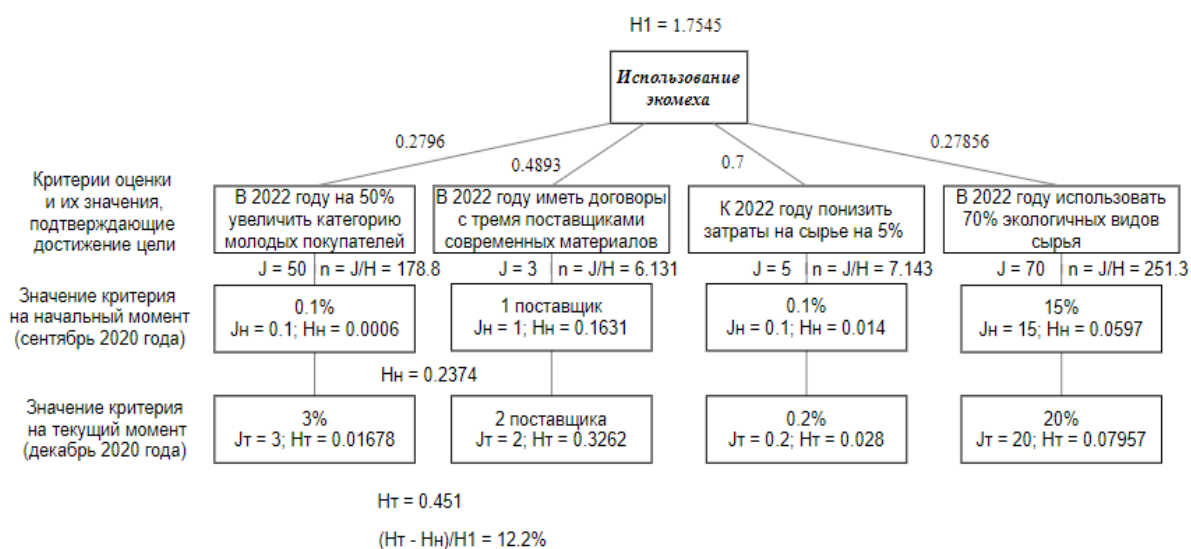 H1 = 1.7545
Использование
экомеха
0.2796
0.4893
0.7
0.27856
Критерии оценки
и их значения,
подтверждающие
достижение цели
В 2022 году на 50%
увеличить категорию
молодых покупателей
В 2022 году иметь договоры
с тремя поставщиками
современных материалов
К 2022 году понизить
затраты на сырье на 5%
В 2022 году использовать
70% экологичных видов
сырья
J = 50 n = J/H = 178.8
J = 3 n = J/H = 6.131
J = 5 n = J/H = 7.143
J = 70 n = J/H = 251.3
Значение критерия
на начальный момент
(сентябрь 2020 года)
0.1%
Jн = 0.1; Hн = 0.0006
1 поставщик
Jн = 1; Hн = 0.1631
0.1%
Jн = 0.1; Hн = 0.014
15%
Jн = 15; Hн = 0.0597
Hн = 0.2374
Значение критерия
на текущий момент
(декабрь 2020 года)
3%
Jт = 3; Hт = 0.01678
2 поставщика
Jт = 2; Hт = 0.3262
0.2%
Jт = 0.2; Hт = 0.028
20%
Jт = 20; Hт = 0.07957
Hт = 0.451
(Hт - Hн)/H1 = 12.2%